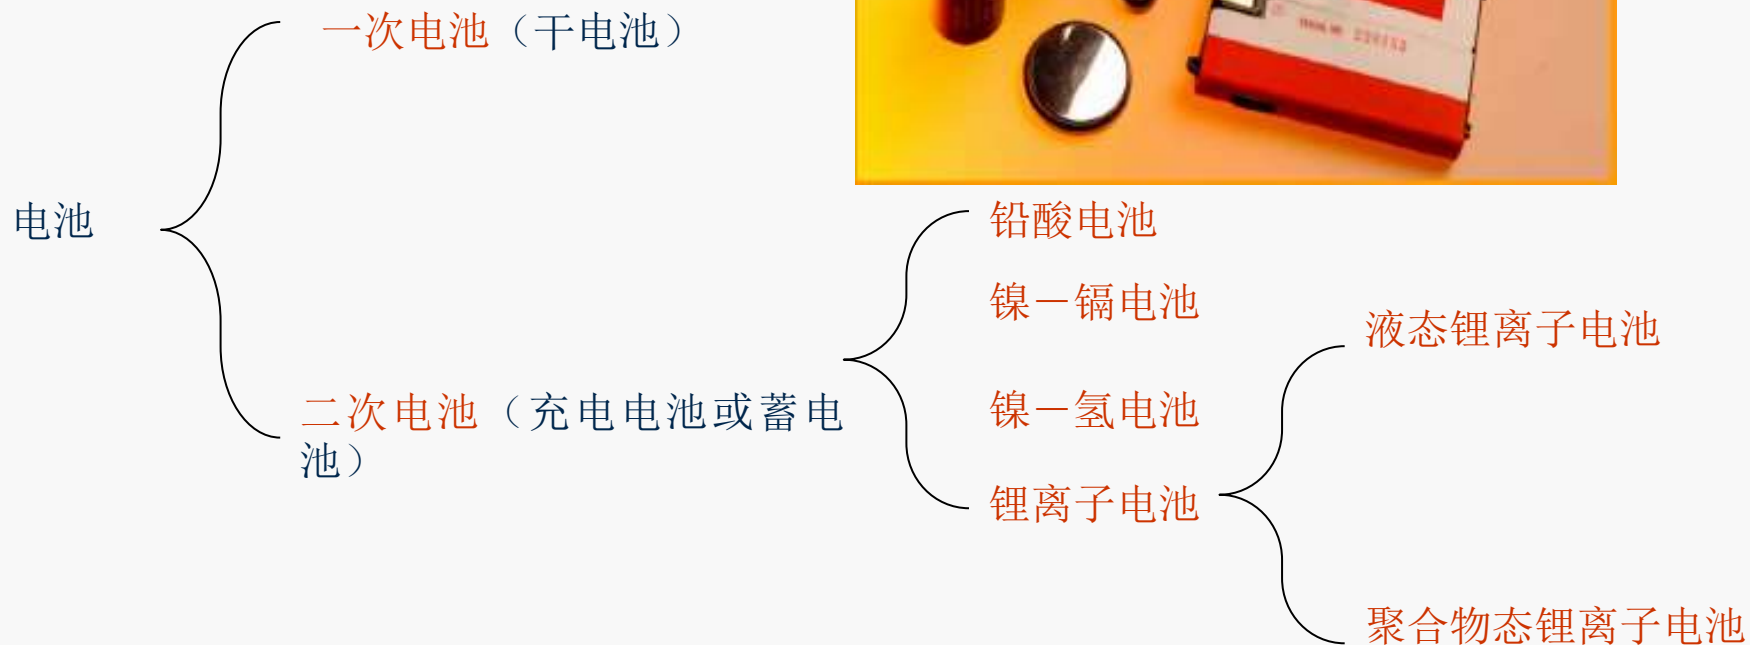 一次电池（干电池）
电池
铅酸电池
镍－镉电池
液态锂离子电池
二次电池（充电电池或蓄电
池）
镍－氢电池
锂离子电池
聚合物态锂离子电池